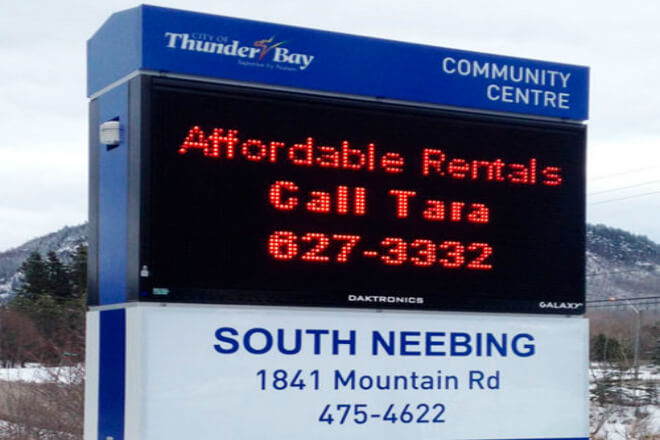 CITY OF
Thunder Bay
Superior by Nature
COMMUNITY
CENTRE
Affordable Rentals
Call Tara
627-3332
DAKTRONICS
GALAXY
SOUTH NEEBING
1841 Mountain Rd
475-4622